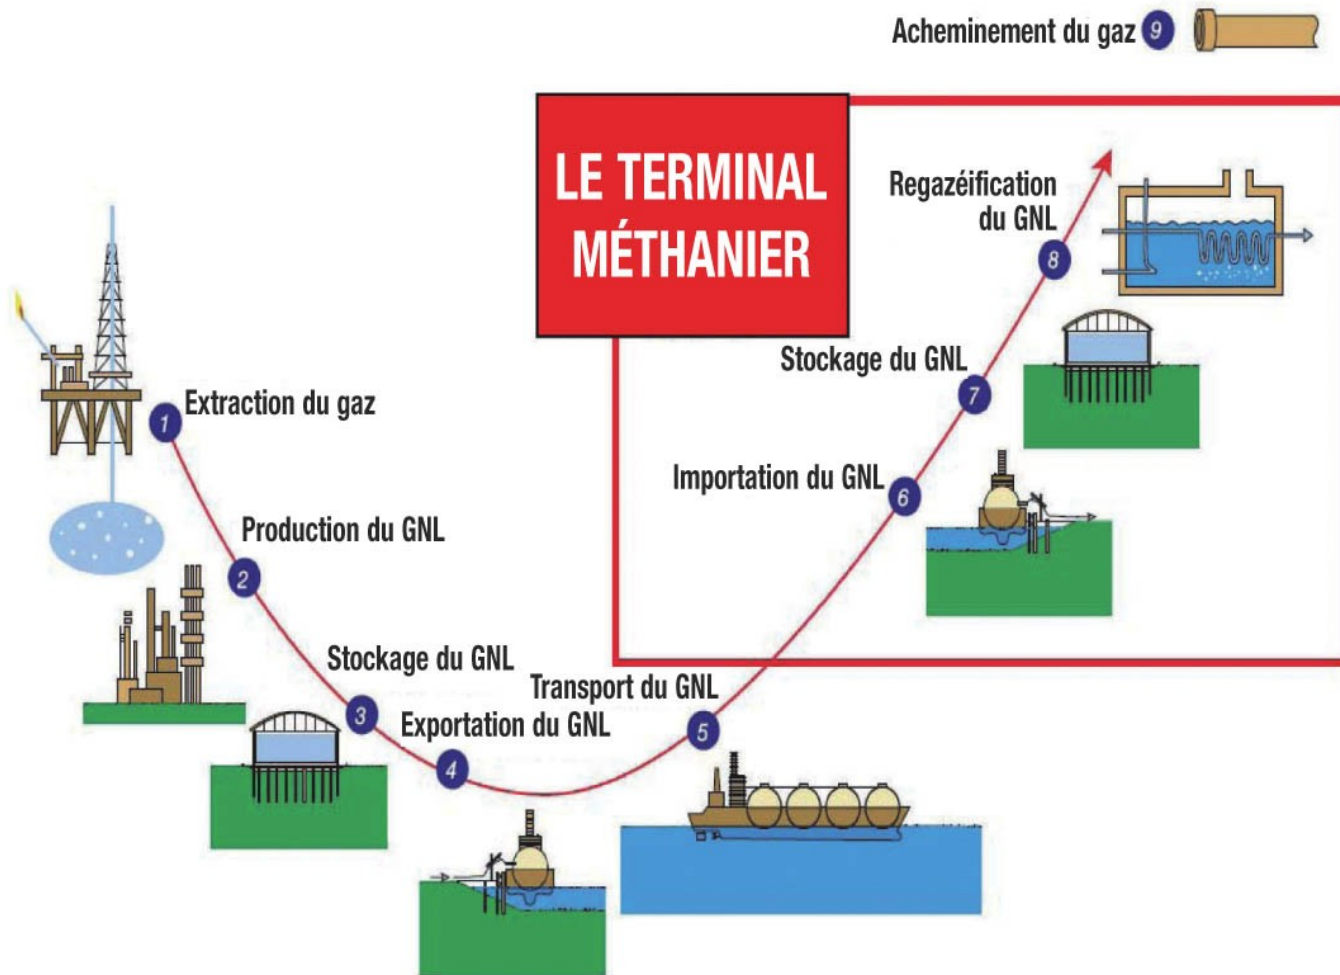 Acheminement du gaz 9
LE TERMINAL
MÉTHANIER
Regazéification
du GNL
8
Stockage du GNL
7
Importation du GNL
6
1 Extraction du gaz
Production du GNL
2
Stockage du GNL
3
Exportation du GNL
4
Transport du GNL
5